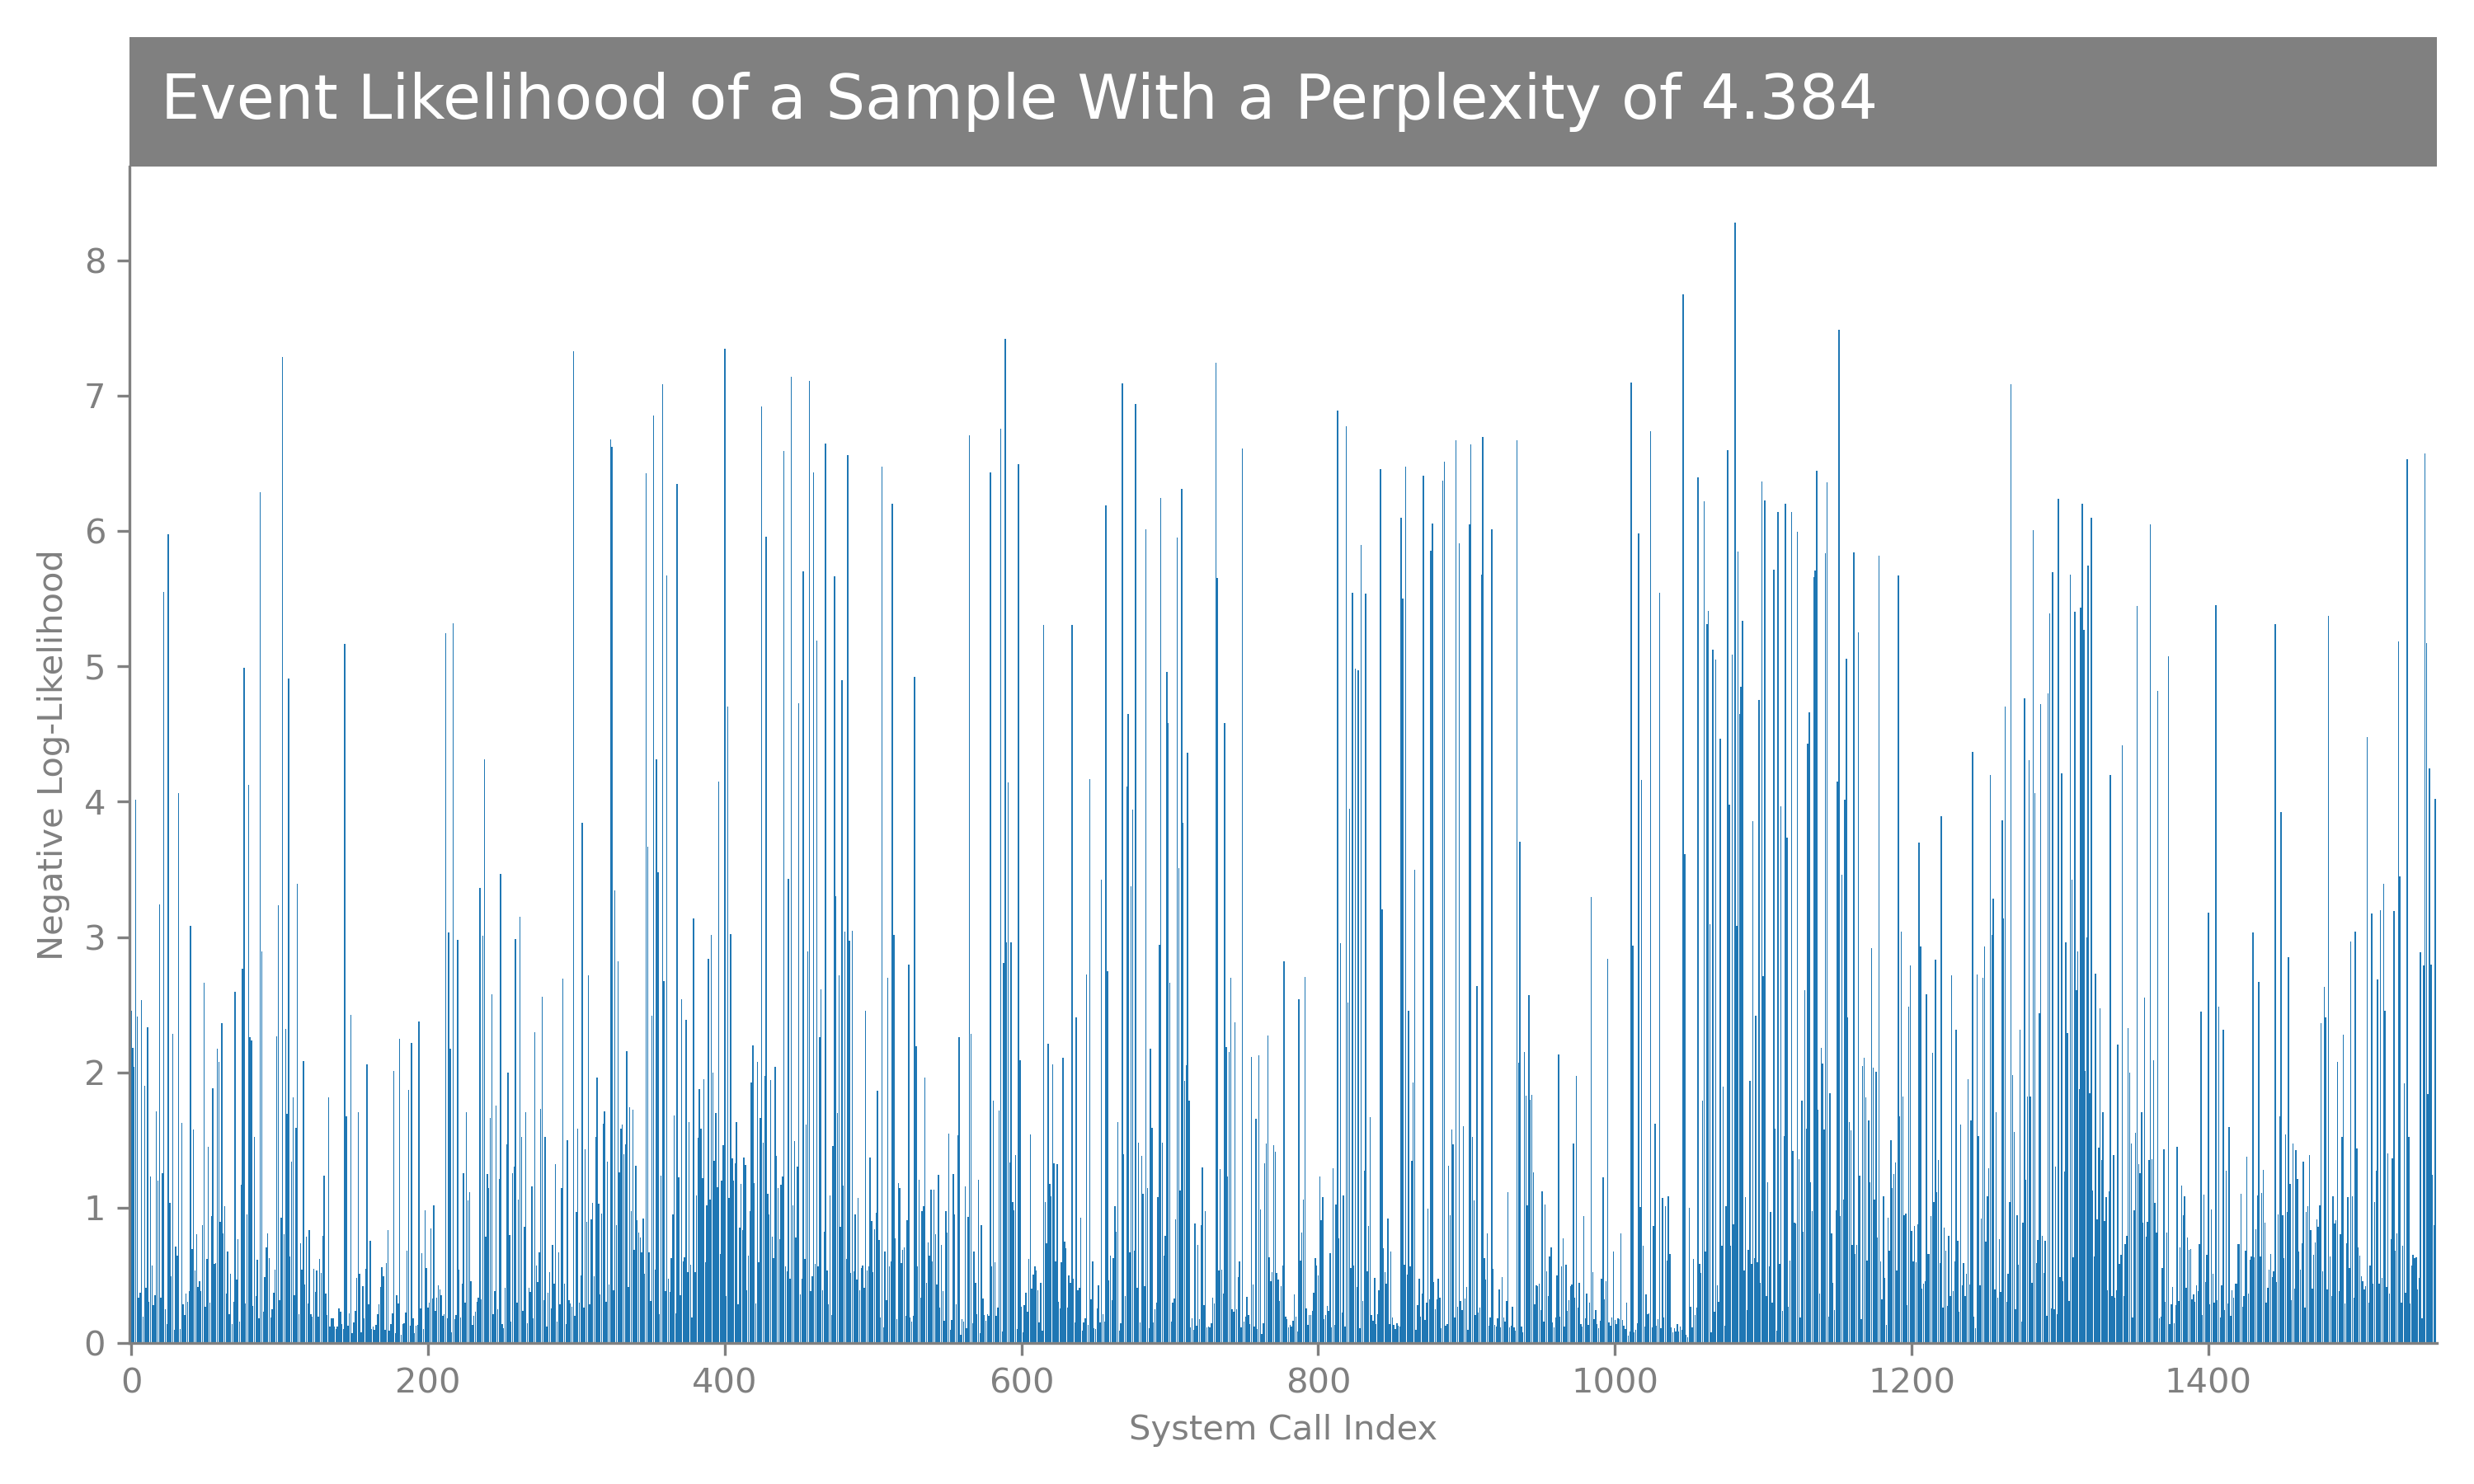 Event Likelihood of a Sample With a Perplexity of 4.384
Negative Log-Likelihood
8
7
6
5
4
3
2
1
0
0 200 400 600 800 1000 1200 1400
System Call Index